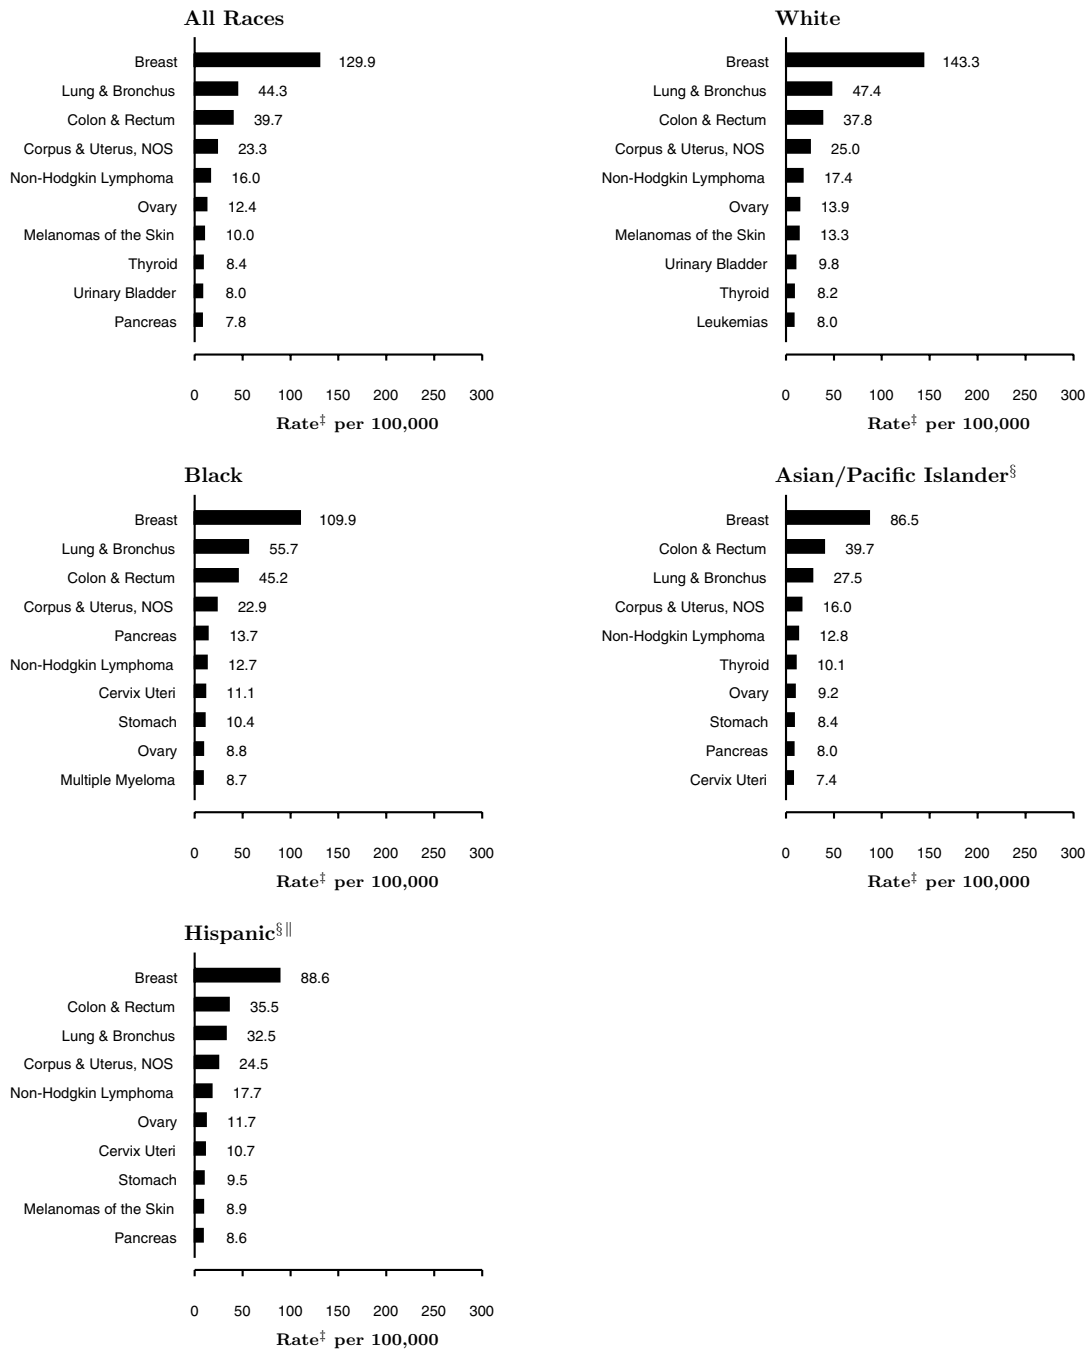 All Races
Breast 129.9
Lung & Bronchus 44.3
Colon & Rectum 39.7
Corpus & Uterus, NOS 23.3
Non-Hodgkin Lymphoma 16.0
Ovary 12.4
Melanomas of the Skin 10.0
Thyroid 8.4
Urinary Bladder 8.0
Pancreas 7.8
0 50 100 150 200 250 300
Rate‡ per 100,000
White
Breast 143.3
Lung & Bronchus 47.4
Colon & Rectum 37.8
Corpus & Uterus, NOS 25.0
Non-Hodgkin Lymphoma 17.4
Ovary 13.9
Melanomas of the Skin 13.3
Urinary Bladder 9.8
Thyroid 8.2
Leukemias 8.0
0 50 100 150 200 250 300
Rate‡ per 100,000
Black
Breast 109.9
Lung & Bronchus 55.7
Colon & Rectum 45.2
Corpus & Uterus, NOS 22.9
Pancreas 13.7
Non-Hodgkin Lymphoma 12.7
Cervix Uteri 11.1
Stomach 10.4
Ovary 8.8
Multiple Myeloma 8.7
0 50 100 150 200 250 300
Rate‡ per 100,000
Asian/Pacific Islander§
Breast 86.5
Colon & Rectum 39.7
Lung & Bronchus 27.5
Corpus & Uterus, NOS 16.0
Non-Hodgkin Lymphoma 12.8
Thyroid 10.1
Ovary 9.2
Stomach 8.4
Pancreas 8.0
Cervix Uteri 7.4
0 50 100 150 200 250 300
Rate‡ per 100,000
Hispanic§‖
Breast 88.6
Colon & Rectum 35.5
Lung & Bronchus 32.5
Corpus & Uterus, NOS 24.5
Non-Hodgkin Lymphoma 17.7
Ovary 11.7
Cervix Uteri 10.7
Stomach 9.5
Melanomas of the Skin 8.9
Pancreas 8.6
0 50 100 150 200 250 300
Rate‡ per 100,000